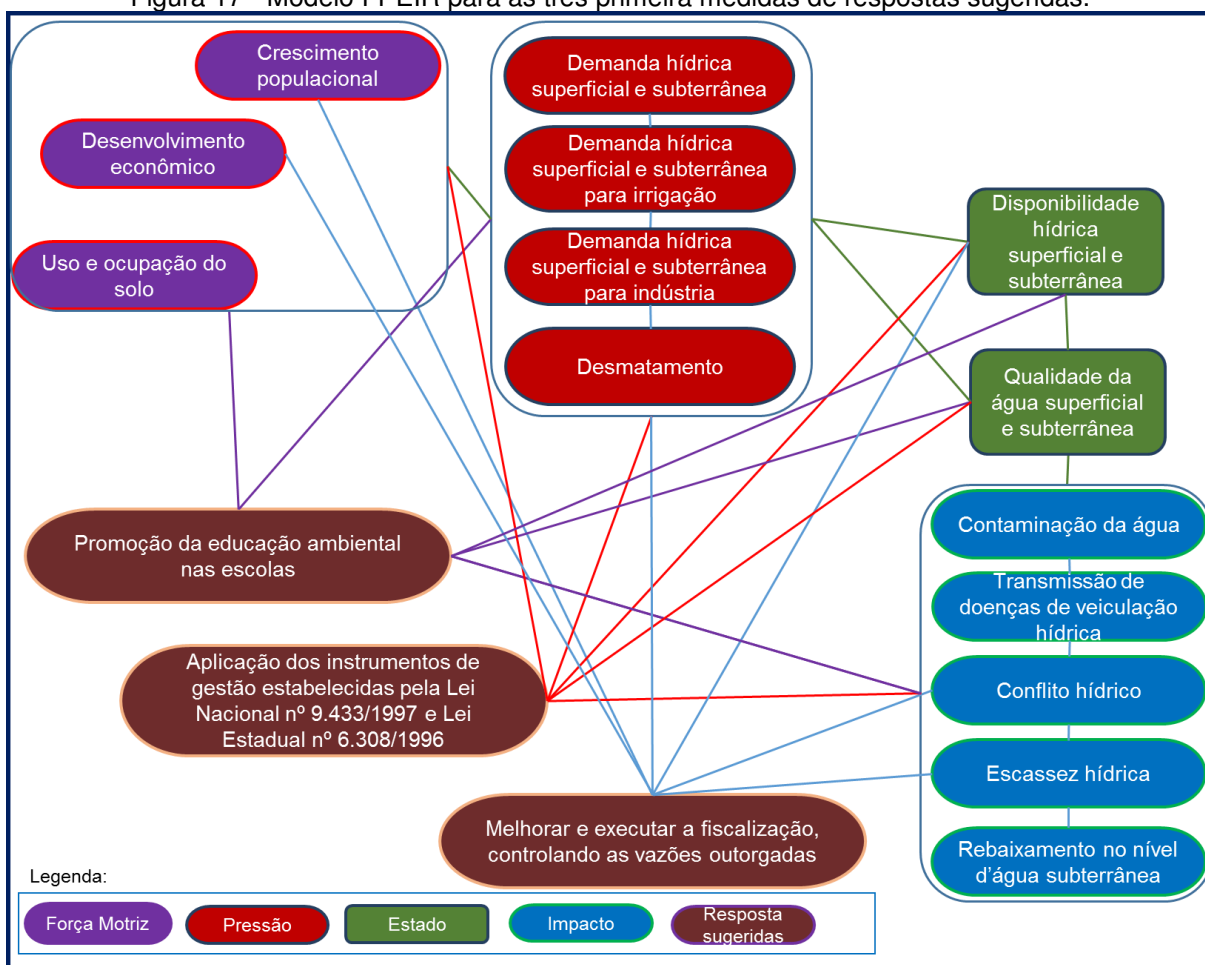 Figura 17 - Modelo FPEIR para as três primeira medidas de respostas sugeridas.
Crescimento
populacional
Desenvolvimento
econômico
Uso e ocupação do
solo
Demanda hídrica
superficial e subterrânea
Demanda hídrica
superficial e subterrânea
para irrigação
Demanda hídrica
superficial e subterrânea
para indústria
Desmatamento
Disponibilidade
hídrica
superficial e
subterrânea
Qualidade da
água superficial
e subterrânea
Promoção da educação ambiental
nas escolas
Aplicação dos instrumentos de
gestão estabelecidas pela Lei
Nacional nº 9.433/1997 e Lei
Estadual nº 6.308/1996
Melhorar e executar a fiscalização,
controlando as vazões outorgadas
Contaminação da água
Transmissão de
doenças de veiculação
hídrica
Conflito hídrico
Escassez hídrica
Rebaixamento no nível
d'água subterrânea
Legenda:
Força Motriz
Pressão
Estado
Impacto
Resposta
sugeridas